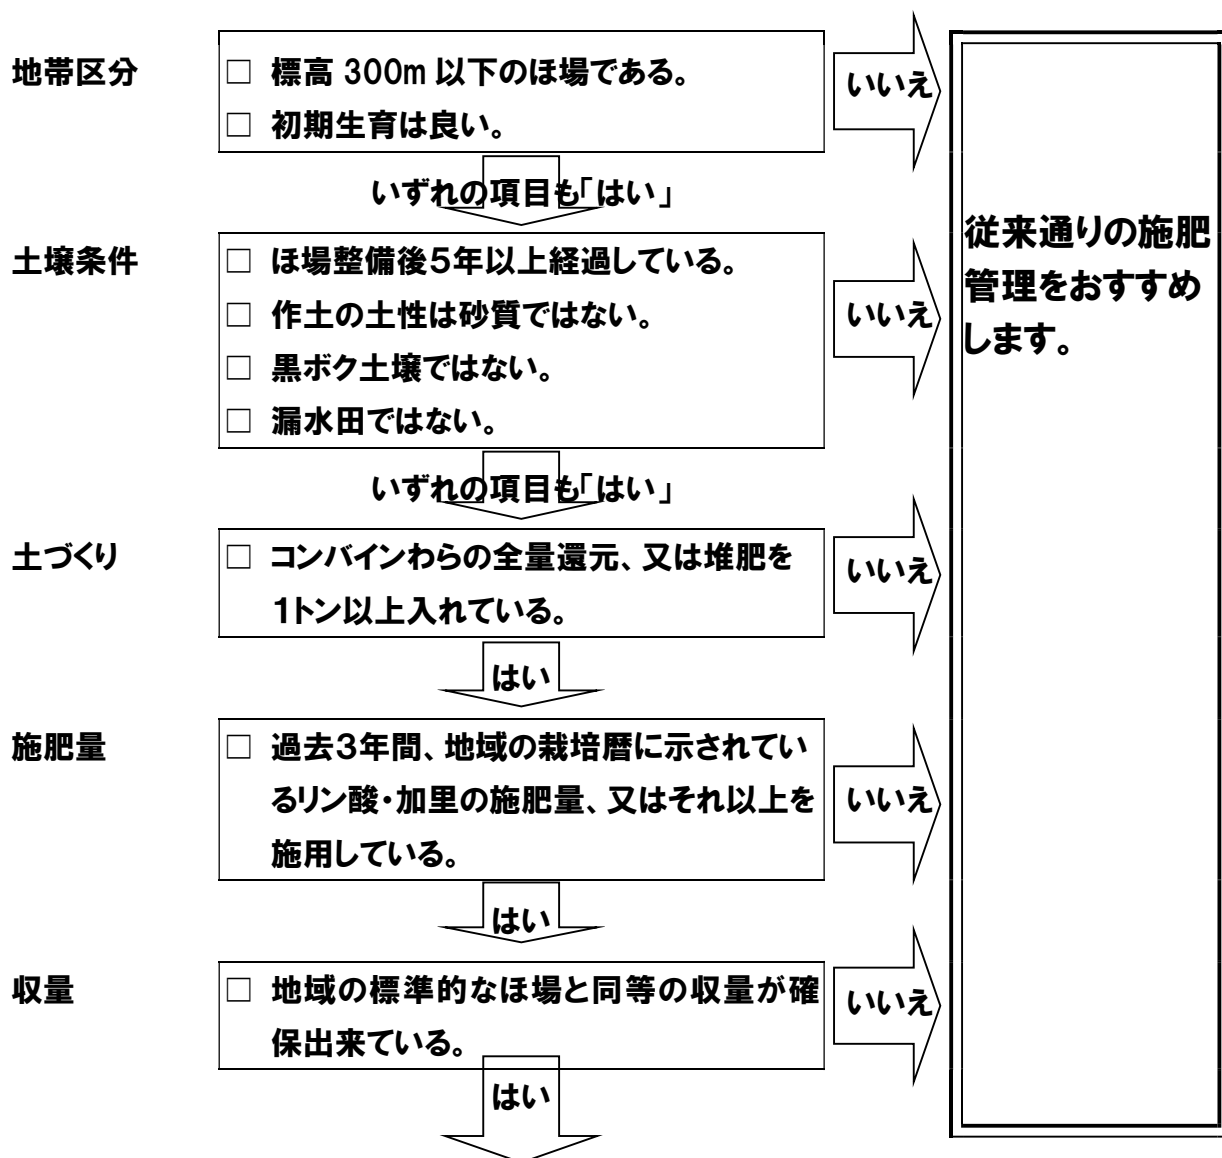 地帯区分
□ 標高 300m 以下のほ場である。
□ 初期生育は良い。
いいえ
いずれの項目も「はい」
土壌条件
□ ほ場整備後5年以上経過している。
□ 作土の土性は砂質ではない。
□ 黒ボク土壌ではない。
□ 漏水田ではない。
いいえ
いずれの項目も「はい」
土づくり
□ コンバインわらの全量還元、又は堆肥を
1トン以上入れている。
いいえ
はい
施肥量
□ 過去3年間、地域の栽培暦に示されてい
るリン酸・加里の施肥量、又はそれ以上を
施用している。
いいえ
はい
収量
□ 地域の標準的なほ場と同等の収量が確
保出来ている。
いいえ
はい
従来通りの施肥
管理をおすすめ
します。